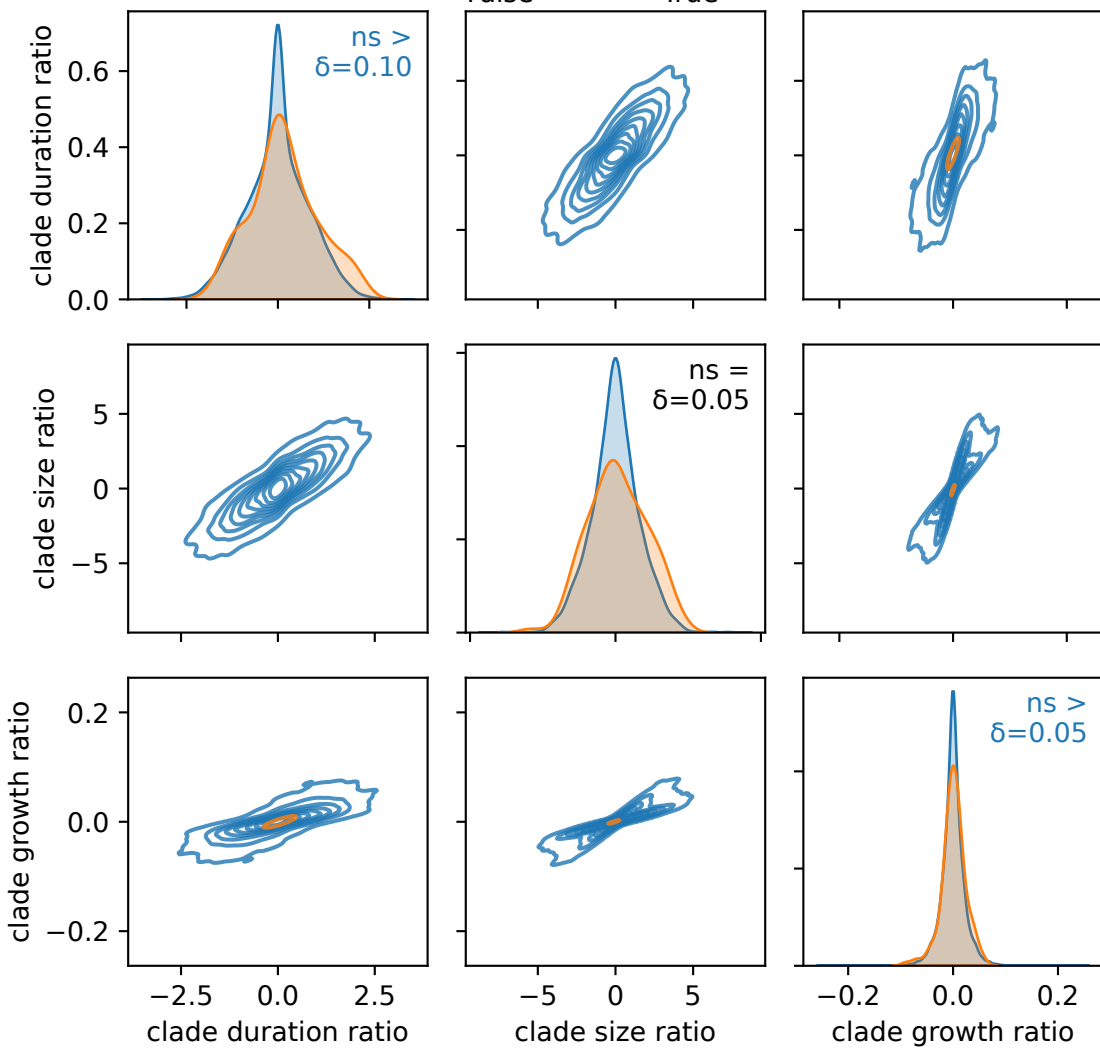 clade duration ratio
0.6
0.4
0.2
0.0
ns >
δ=0.10
clade size ratio
5
0
−5
ns =
δ=0.05
clade growth ratio
0.2
0.0
−0.2
ns >
δ=0.05
−2.5 0.0 2.5
−5 0 5
−0.2 0.0 0.2
clade duration ratio
clade size ratio
clade growth ratio